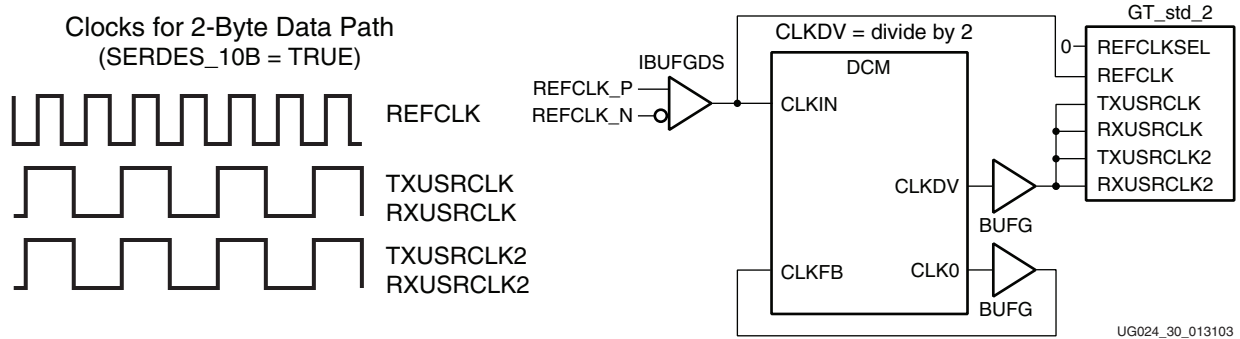 Clocks for 2-Byte Data Path
(SERDES_10B = TRUE)
REFCLK
TXUSRCLK
RXUSRCLK
TXUSRCLK2
RXUSRCLK2
REFCLK_P
REFCLK_N
IBUFGDS
CLKDV = divide by 2
DCM
CLKIN
CLKDV
CLKFB
CLK0
BUFG
BUFG
GT_std_2
0
REFCLKSEL
REFCLK
TXUSRCLK
RXUSRCLK
TXUSRCLK2
RXUSRCLK2
UG024_30_013103